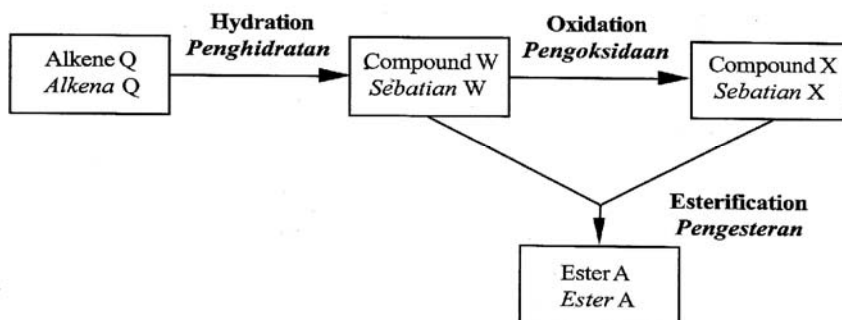 Hydration
Penghidratan
Oxidation
Pengoksidaan
Alkene Q
Alkena Q
Compound W
Sebatian W
Compound X
Sebatian X
Esterification
Pengesteran
Ester A
Ester A